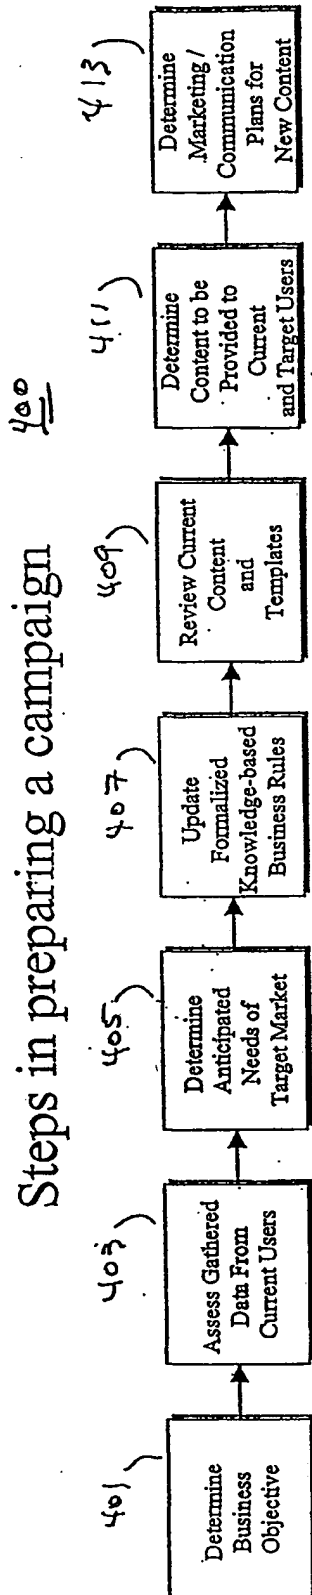 Steps in preparing a campaign
400
401
Determine
Business
Objective
403
Assess Gathered
Data From
Current Users
405
Determine
Anticipated
Needs of
Target Market
407
Update
Formalized
Knowledge-based
Business Rules
409
Review Current
Content
and
Templates
411
Determine
Content to be
Provided to
Current
and Target Users
413
Determine
Marketing /
Communication
Plans for
New Content